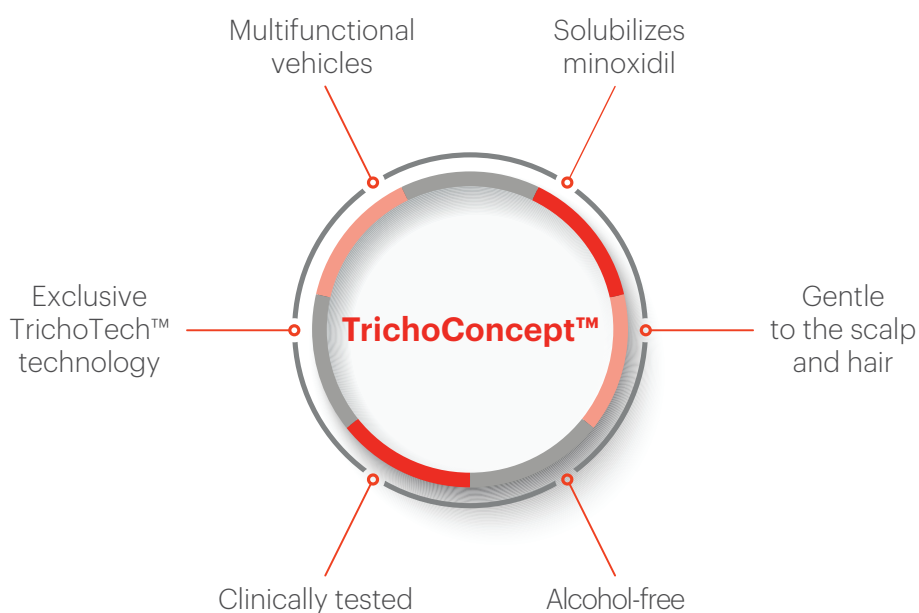 Multifunctional
vehicles
Solubilizes
minoxidil
Exclusive
TrichoTech™
technology
TrichoConcept™
Gentle
to the scalp
and hair
Clinically tested
Alcohol-free